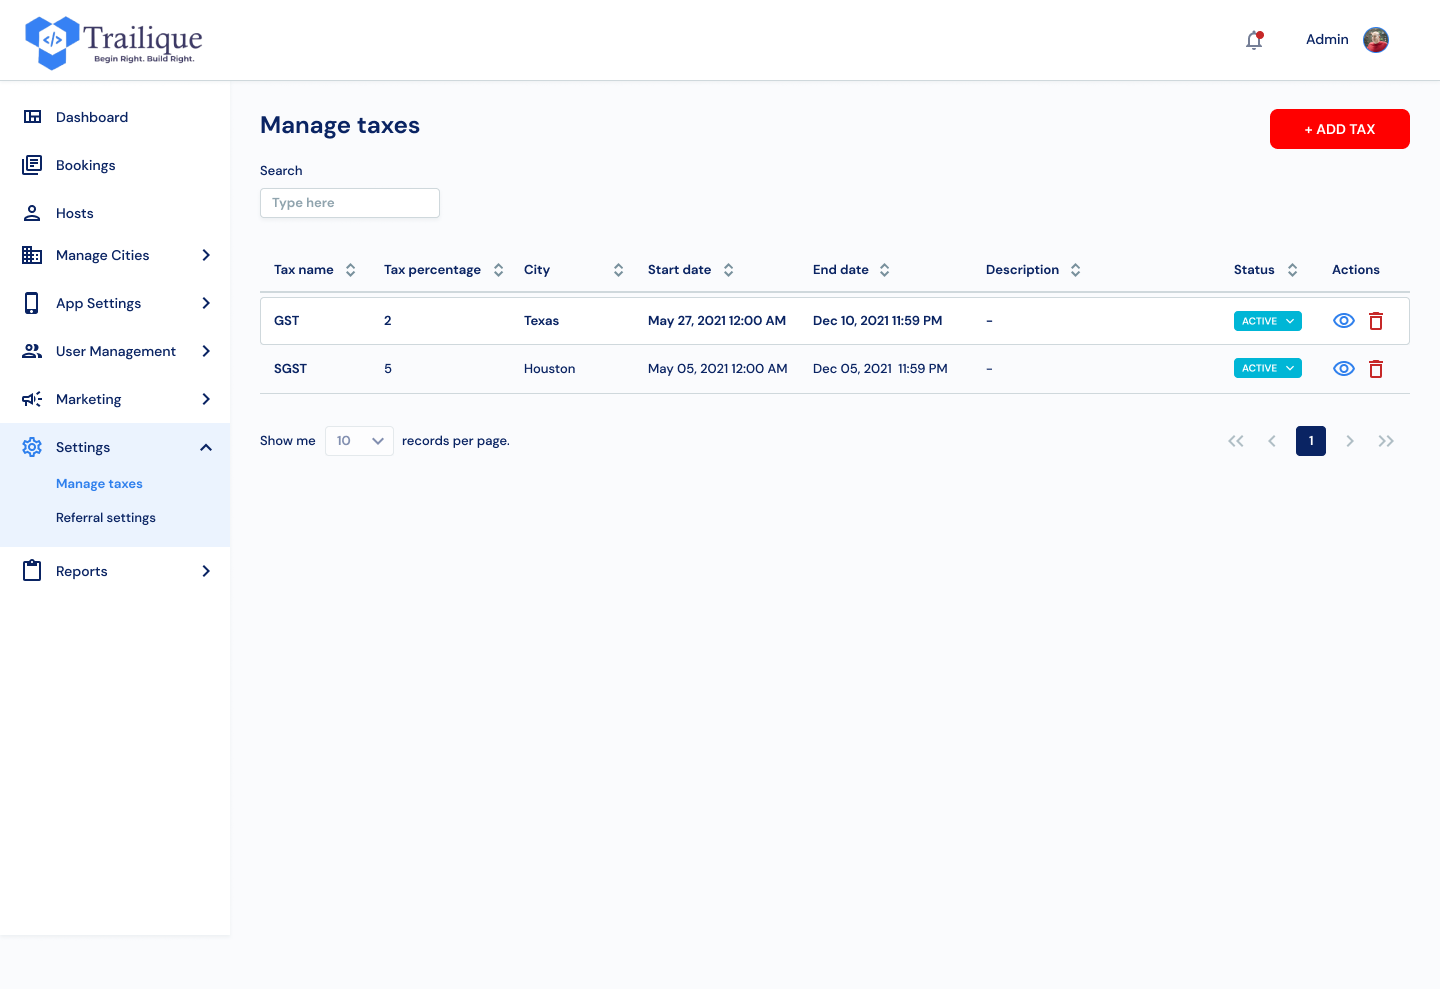 Trailique
Begin Right. Build Right.
Admin
Dashboard
Bookings
Hosts
Manage Cities
App Settings
User Management
Marketing
Settings
Manage taxes
Referral settings
Reports
Manage taxes
+ ADD TAX
Search
Type here
Tax name Tax percentage City Start date End date Description Status Actions
GST 2 Texas May 27, 2021 12:00 AM Dec 10, 2021 11:59 PM - ACTIVE
SGST 5 Houston May 05, 2021 12:00 AM Dec 05, 2021 11:59 PM - ACTIVE
Show me 10 records per page.
1